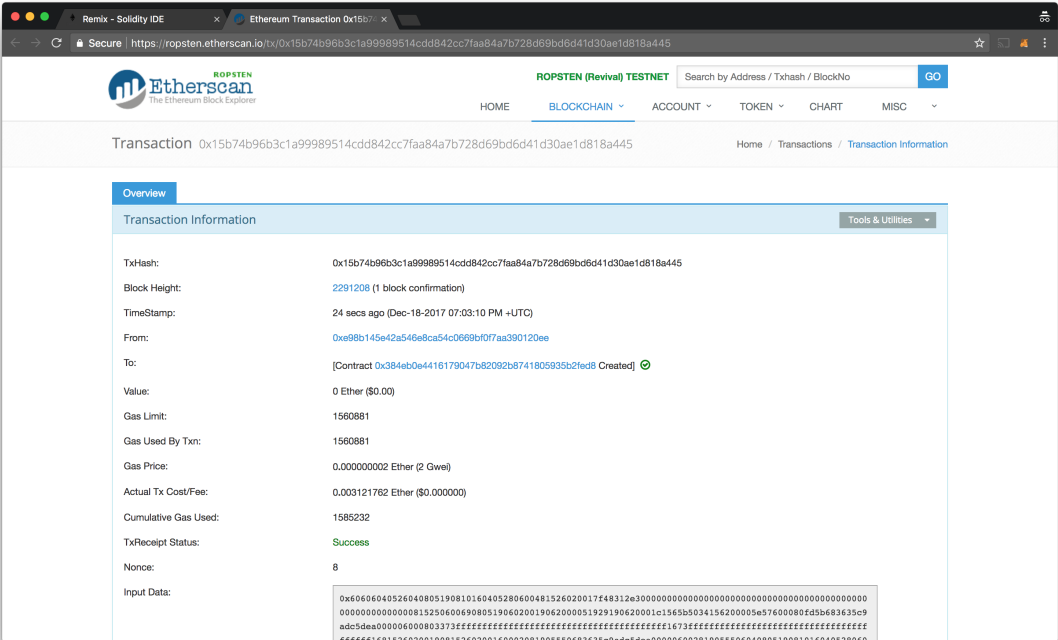 Remix - Solidity IDE
Ethereum Transaction 0x15b74
Secure https://ropsten.etherscan.io/tx/0x15b74b96b3c1a99989514cdd842cc7faa84a7b728d69bd6d41d30ae1d818a445
ROPSTEN
Etherscan
The Ethereum Block Explorer
ROPSTEN (Revival) TESTNET Search by Address / Txhash / BlockNo GO
HOME BLOCKCHAIN ACCOUNT TOKEN CHART MISC
Transaction 0x15b74b96b3c1a99989514cdd842cc7faa84a7b728d69bd6d41d30ae1d818a445
Home / Transactions / Transaction Information
Overview
Transaction Information Tools & Utilities
TxHash: 0x15b74b96b3c1a99989514cdd842cc7faa84a7b728d69bd6d41d30ae1d818a445
Block Height: 2291208 (1 block confirmation)
TimeStamp: 24 secs ago (Dec-18-2017 07:03:10 PM +UTC)
From: 0xe98b145e42a546e8ca54c0669bf0f7aa390120ee
To: [Contract 0x384eb0e4416179047b82092b8741805935b2fed8 Created]
Value: 0 Ether ($0.00)
Gas Limit: 1560881
Gas Used By Txn: 1560881
Gas Price: 0.000000002 Ether (2 Gwei)
Actual Tx Cost/Fee: 0.003121762 Ether ($0.000000)
Cumulative Gas Used: 1585232
TxReceipt Status: Success
Nonce: 8
Input Data: